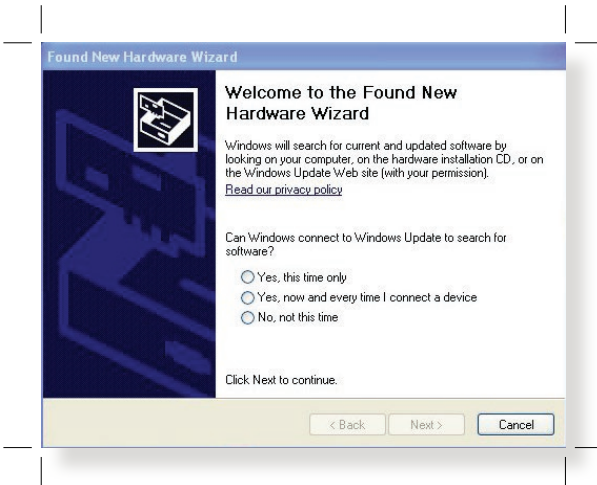 Found New Hardware Wizard
Welcome to the Found New
Hardware Wizard
Windows will search for current and updated software by
looking on your computer, on the hardware installation CD, or on
the Windows Update Web site (with your permission).
Read our privacy policy
Can Windows connect to Windows Update to search for
software?
Yes, this time only
Yes, now and every time I connect a device
No, not this time
Click Next to continue.
< Back
Next >
Cancel